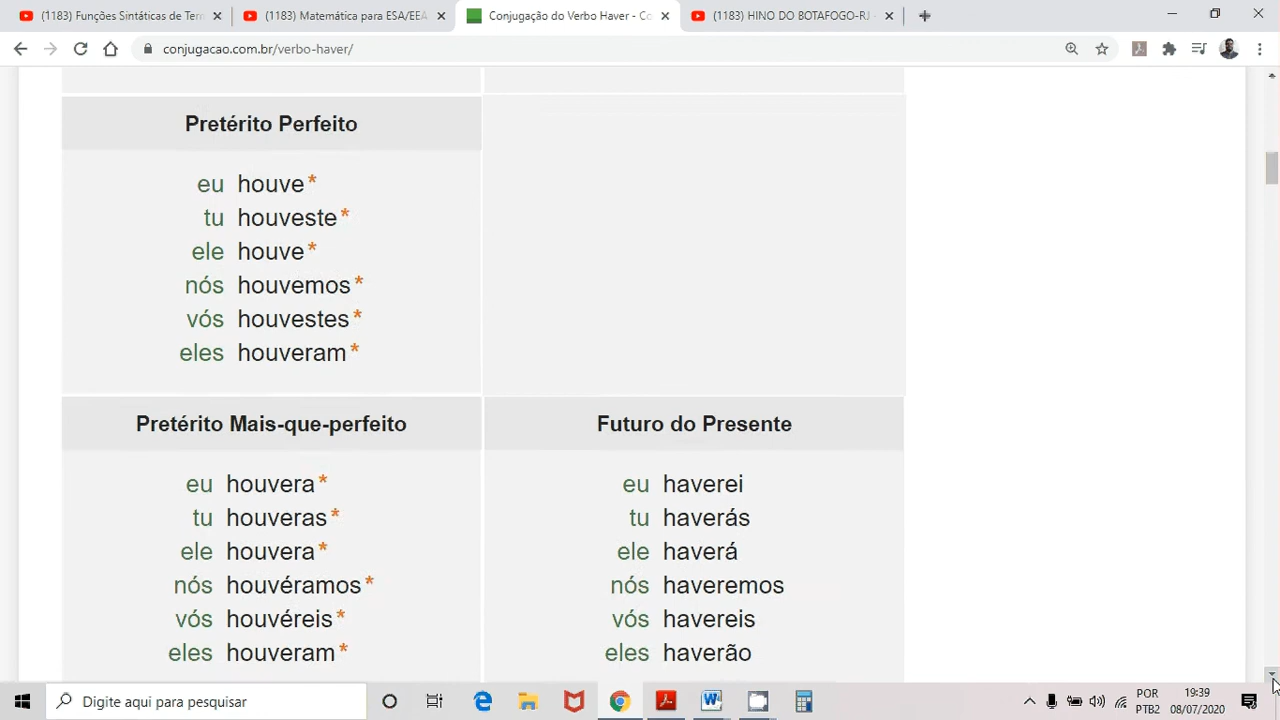 (1183) Funções Sintáticas de Ter
(1183) Matemática para ESA/EEA
Conjugação do Verbo Haver - Co
(1183) HINO DO BOTAFOGO-RJ -
conjugacao.com.br/verbo-haver/
Pretérito Perfeito
eu houve*
tu houveste*
ele houve*
nós houvemos*
vós houvestes*
eles houveram*
Pretérito Mais-que-perfeito
eu houvera*
tu houveras*
ele houvera*
nós houvéramos*
vós houvéreis*
eles houveram*
Futuro do Presente
eu haverei
tu haverás
ele haverá
nós haveremos
vós havereis
eles haverão
Digite aqui para pesquisar
POR
PTB2
9:39
08/07/2020